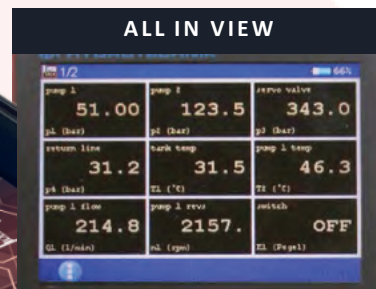 ALL IN VIEW
1/2 66%
pump 1 pump 2 servo valve
51.00 123.5 343.0
p1 (bar) p2 (bar) p3 (bar)
return line tank temp pump 1 temp
31.2 31.5 46.3
p4 (bar) T1 (°C) T2 (°C)
pump 1 flow pump 1 revs switch
214.8 2157. OFF
Q1 (l/min) n1 (rpm) E1 (Pegel)